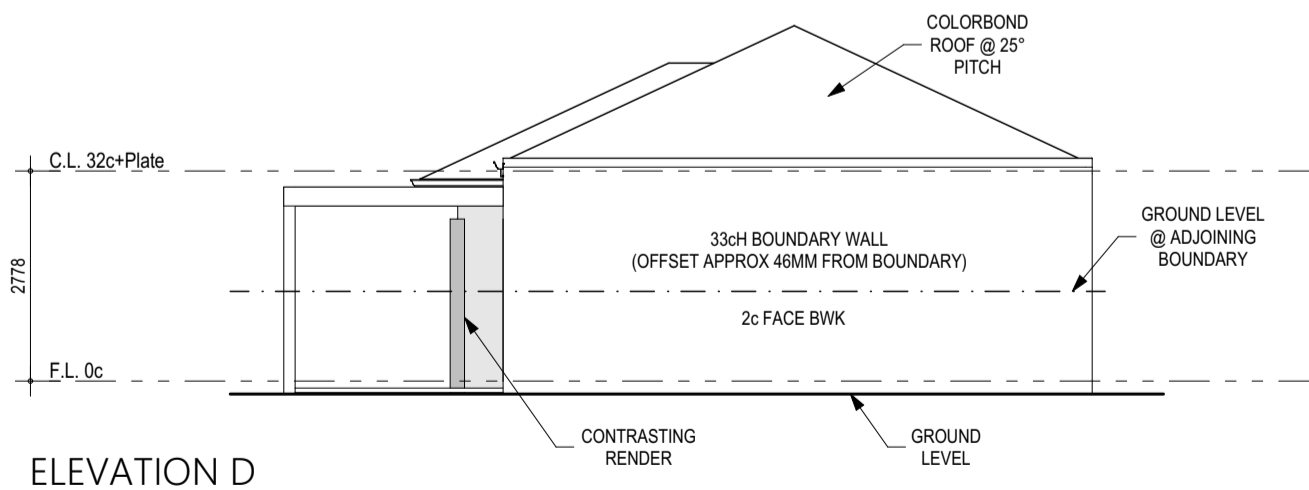 COLORBOND
ROOF @ 25°
PITCH
C.L. 32c+Plate
2778
33cH BOUNDARY WALL
(OFFSET APPROX 46MM FROM BOUNDARY)
GROUND LEVEL
@ ADJOINING
BOUNDARY
2c FACE BWK
F.L. 0c
CONTRASTING
RENDER
GROUND
LEVEL
ELEVATION D